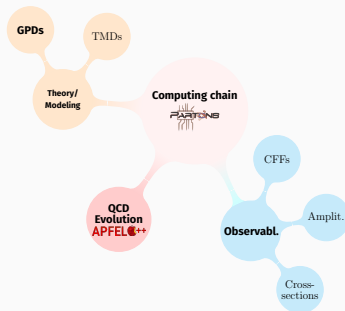 GPDs
TMDs
Theory/
Modeling
Computing chain
PARTONS
QCD
Evolution
APFEL++
CFFs
Observabl.
Amplit.
Cross-
sections